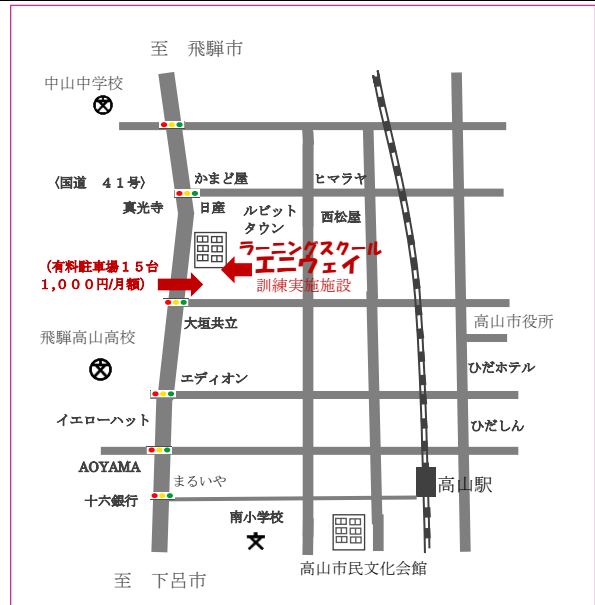 至　飛騨市
中山中学校
〈国道　４１号〉
かまど屋
ヒマラヤ
真光寺
日産
ルビット
タウン
西松屋
ラーニングスクール
エニウェイ
訓練実施施設
（有料駐車場１５台
１,０００円/月額）
大垣共立
高山市役所
飛騨高山高校
エディオン
ひだホテル
イエローハット
ひだしん
AOYAMA
まるいや
高山駅
十六銀行
南小学校
高山市民文化会館
至　下呂市